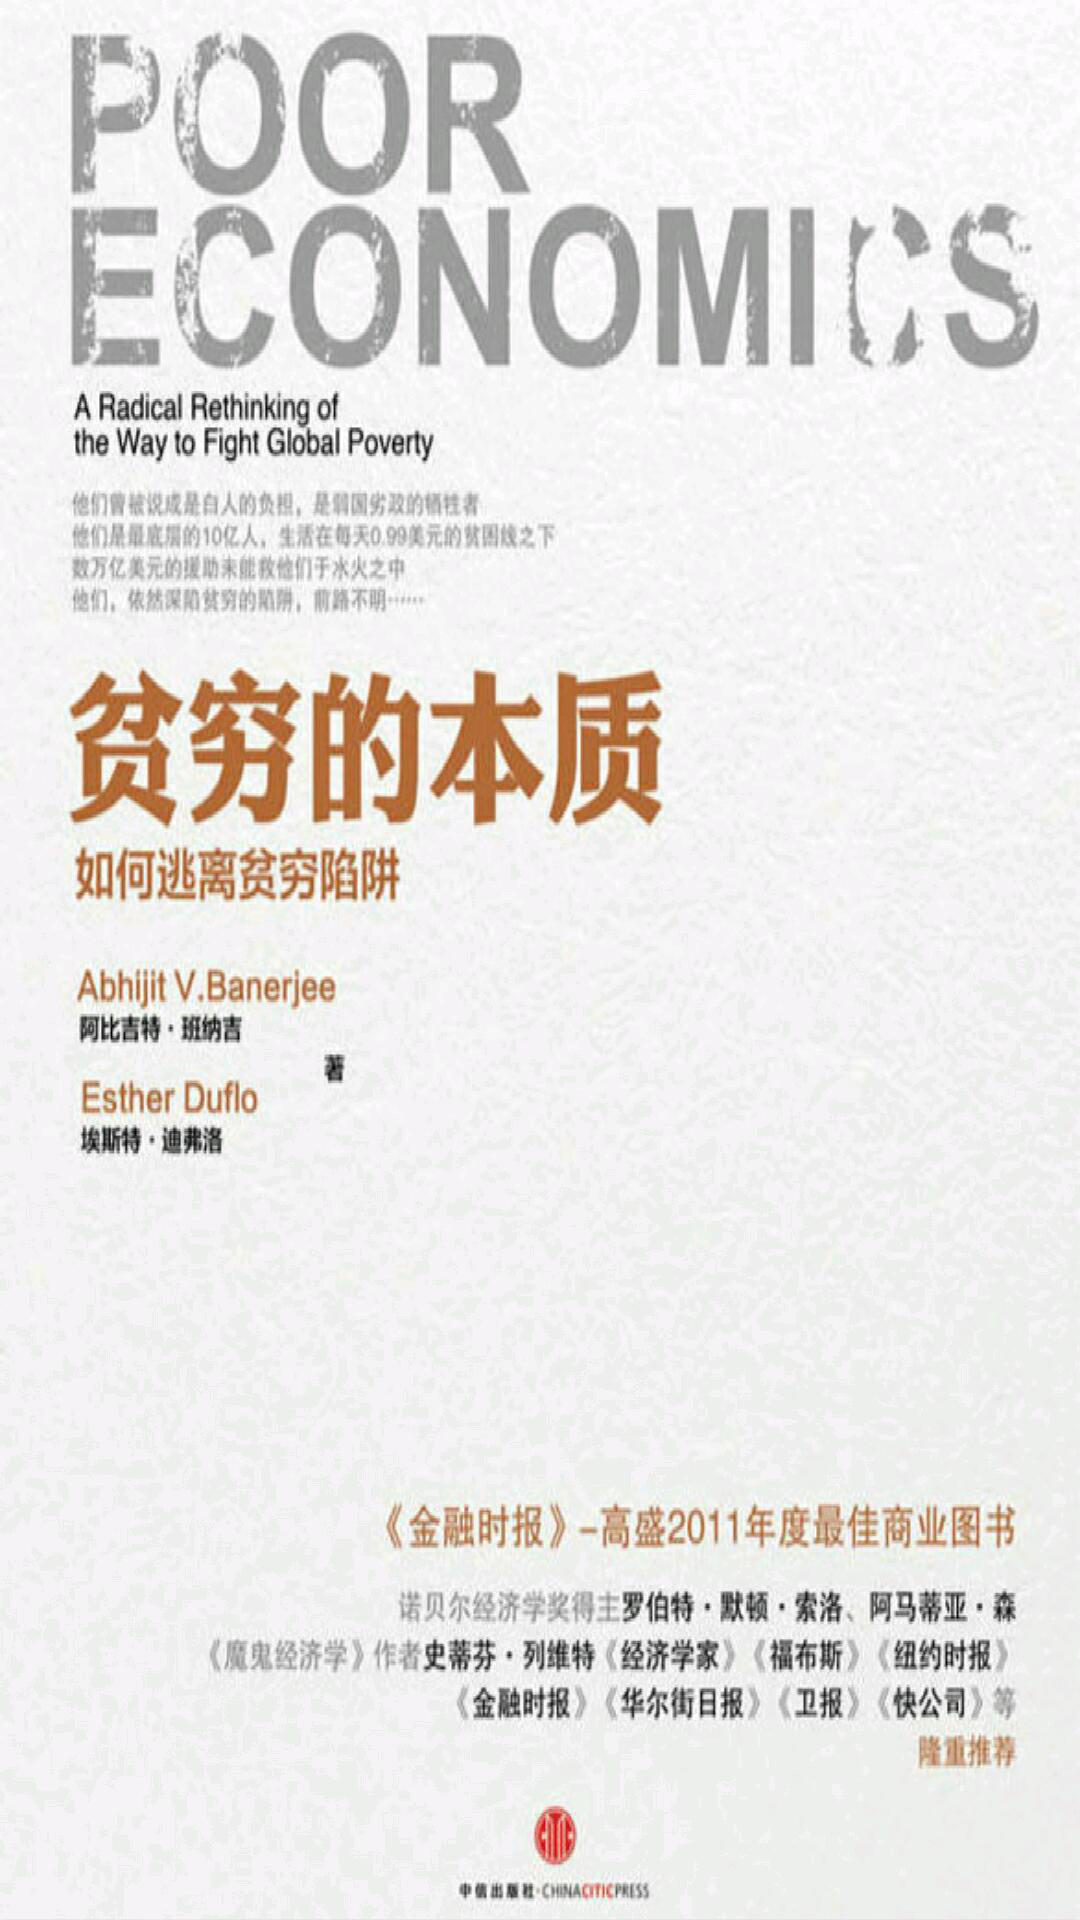 POOR
ECONOMICS
A Radical Rethinking of
the Way to Fight Global Poverty
他们曾被说成是白人的负担，是弱国劣政的牺牲者
他们是最底层的10亿人，生活在每天0.99美元的贫困线之下
数万亿美元的援助未能救他们于水火之中
他们，依然深陷贫穷的陷阱，前路不明……
贫穷的本质
如何逃离贫穷陷阱
Abhijit V.Banerjee
阿比吉特·班纳吉
著
Esther Duflo
埃斯特·迪弗洛
《金融时报》–高盛2011年度最佳商业图书
诺贝尔经济学奖得主罗伯特·默顿·索洛、阿马蒂亚·森
《魔鬼经济学》作者史蒂芬·列维特《经济学家》《福布斯》《纽约时报》
《金融时报》《华尔街日报》《卫报》《快公司》等
隆重推荐
中信出版社·CHINACITICPRESS